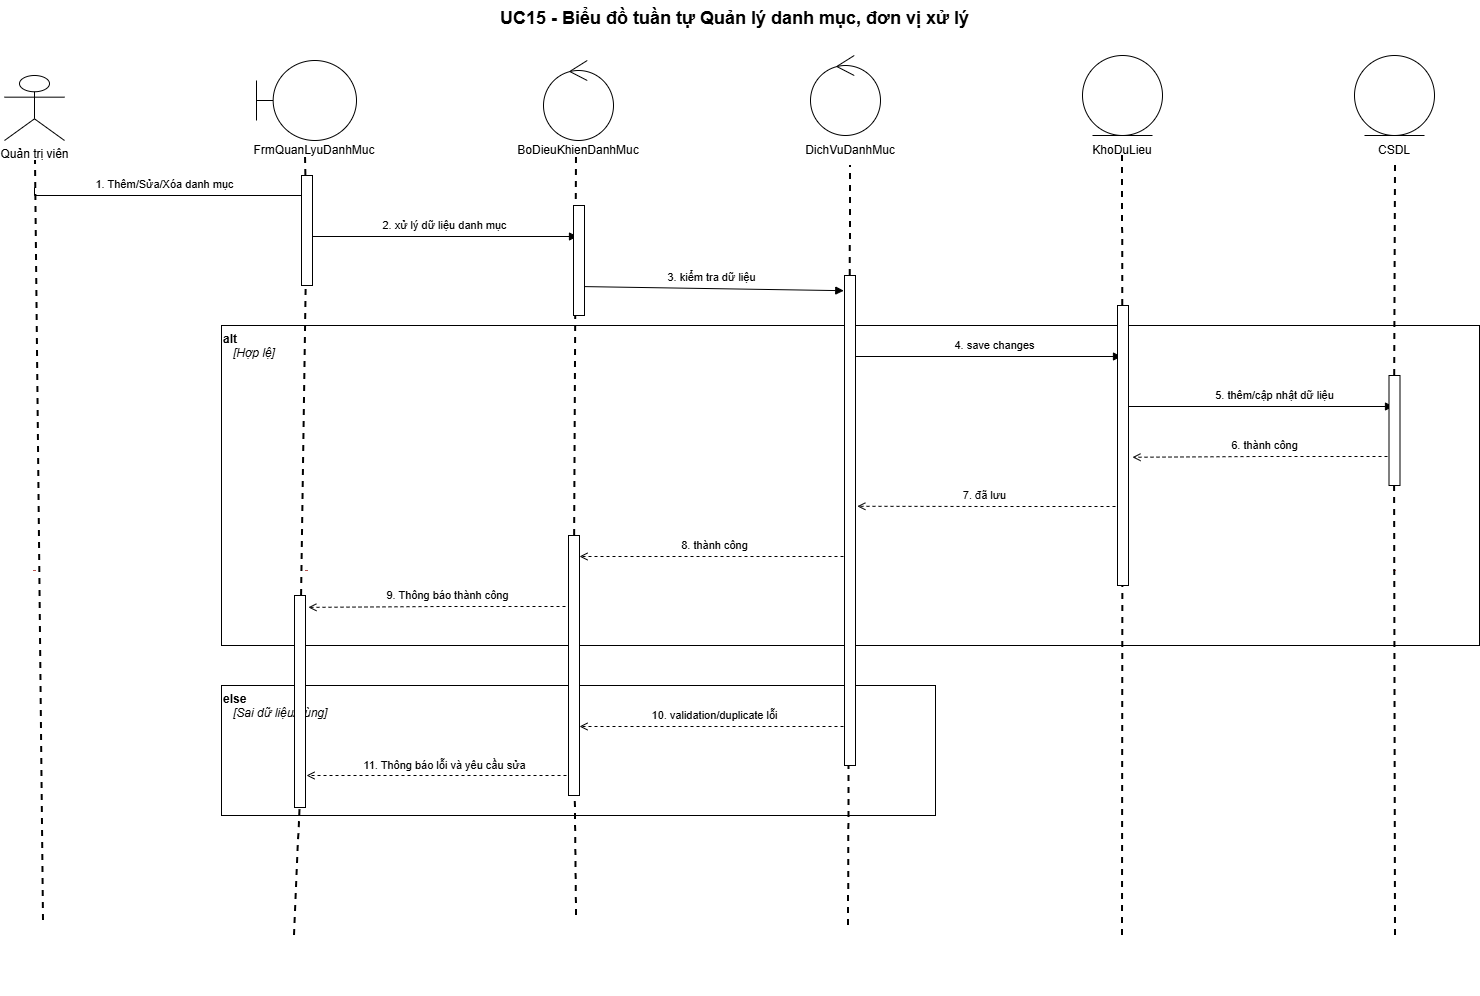 UC15 - Biểu đồ tuần tự Quản lý danh mục, đơn vị xử lý
Quản trị viên
FrmQuanLyuDanhMuc
BoDieuKhienDanhMuc
DichVuDanhMuc
KhoDuLieu
CSDL
1. Thêm/Sửa/Xóa danh mục
2. xử lý dữ liệu danh mục
3. kiểm tra dữ liệu
alt
[Hợp lệ]
4. save changes
5. thêm/cập nhật dữ liệu
6. thành công
7. đã lưu
8. thành công
9. Thông báo thành công
else
[Sai dữ liệu
10. validation/duplicate lỗi
11. Thông báo lỗi và yêu cầu sửa